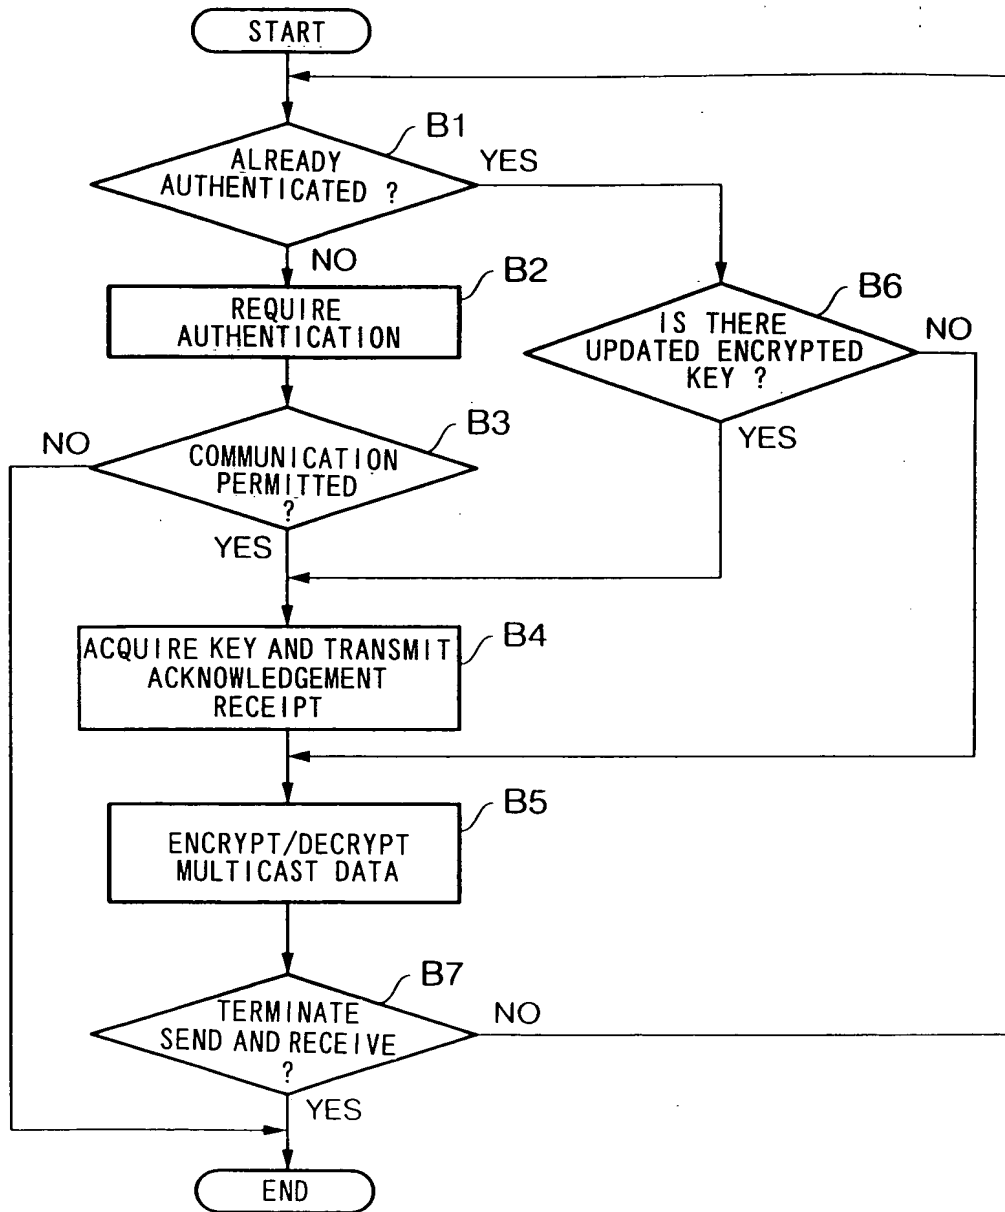 START
B1
ALREADY
AUTHENTICATED ?
YES
NO
B2
REQUIRE
AUTHENTICATION
B6
IS THERE
UPDATED ENCRYPTED
KEY ?
NO
YES
B3
NO
COMMUNICATION
PERMITTED
?
YES
B4
ACQUIRE KEY AND TRANSMIT
ACKNOWLEDGEMENT
RECEIPT
B5
ENCRYPT/DECRYPT
MULTICAST DATA
B7
TERMINATE
SEND AND RECEIVE
?
NO
YES
END